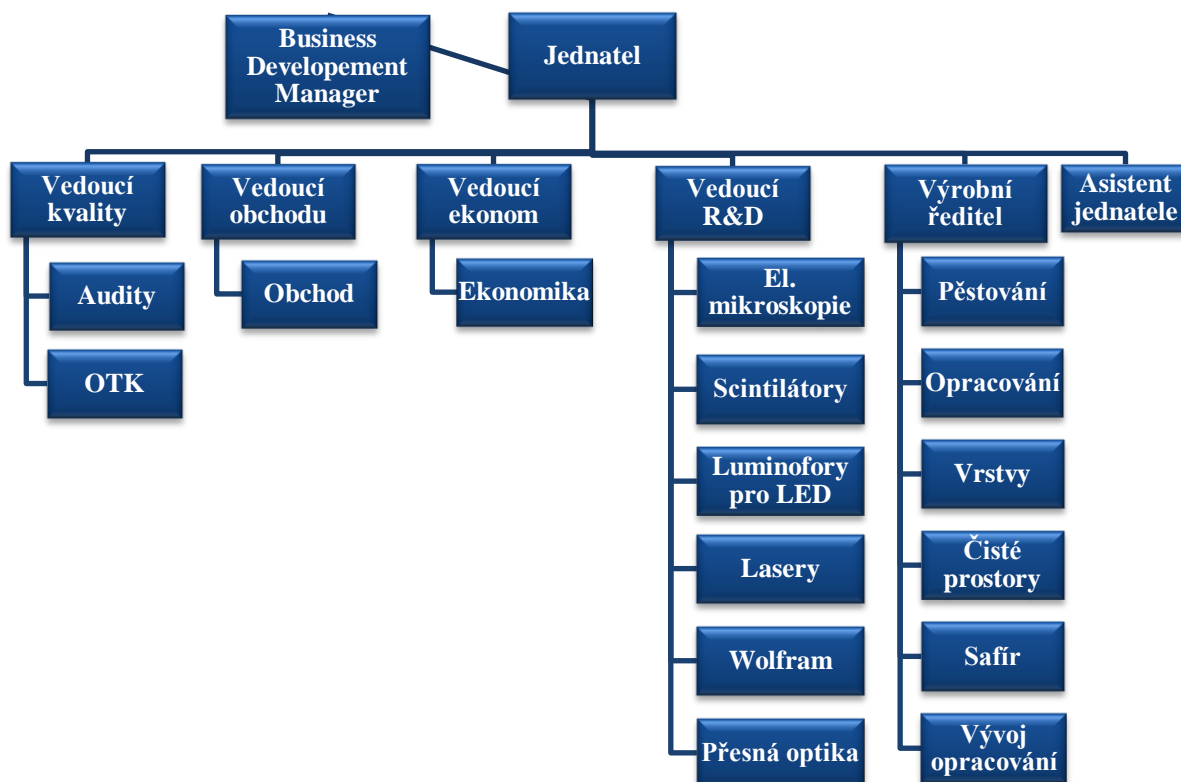 Business
Developement
Manager
Jednatel
Vedoucí
kvality
Vedoucí
obchodu
Vedoucí
ekonom
Vedoucí
R&D
Výrobní
ředitel
Asistent
jednatele
Audity
OTK
Obchod
Ekonomika
El.
mikroskopie
Scintilátory
Luminofory
pro LED
Lasery
Wolfram
Přesná optika
Pěstování
Opracování
Vrstvy
Čisté
prostory
Safír
Vývoj
opracování